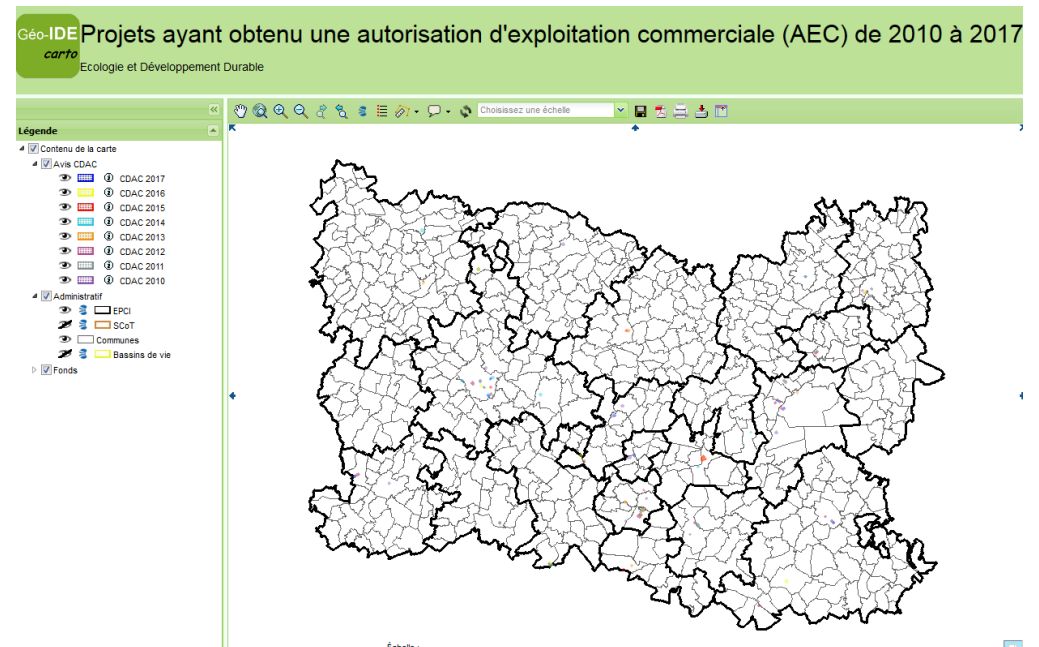 Géo-IDE
carto
Projets ayant obtenu une autorisation d'exploitation commerciale (AEC) de 2010 à 2017
Ecologie et Développement Durable
Choisissez une échelle
Légende
Contenu de la carte
Avis CDAC
CDAC 2017
CDAC 2016
CDAC 2015
CDAC 2014
CDAC 2013
CDAC 2012
CDAC 2011
CDAC 2010
Administratif
EPCI
SCoT
Communes
Bassins de vie
Fonds
Échelle :